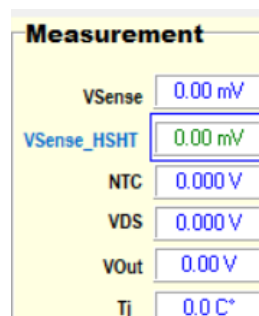 Measurement
VSense 0.00 mV
VSense_HSHT 0.00 mV
NTC 0.000 V
VDS 0.000 V
VOut 0.00 V
Tj 0.0 C°